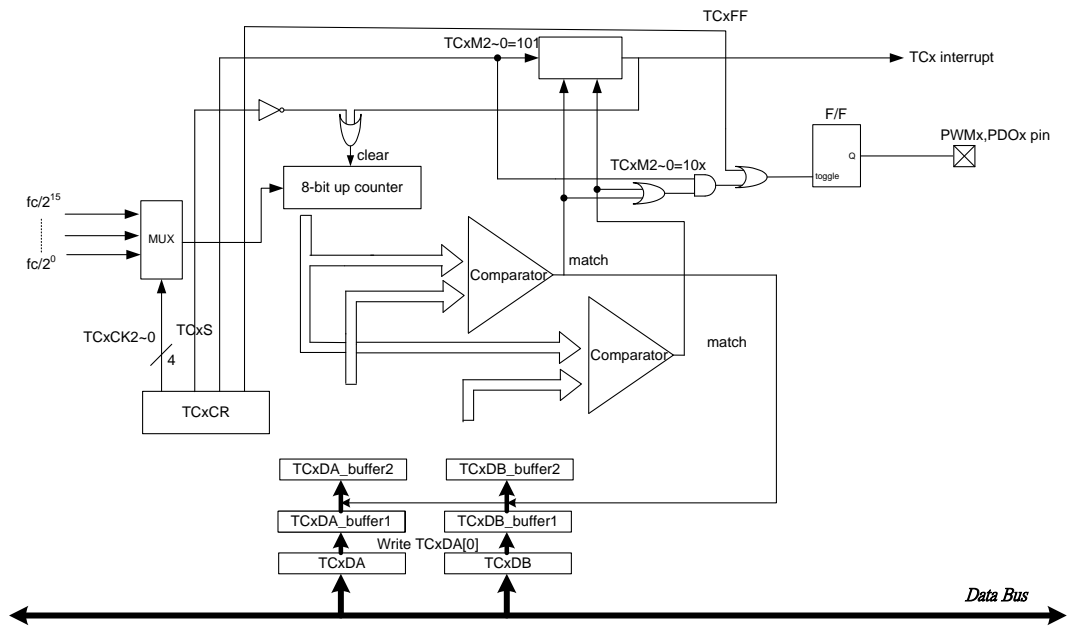 TCxFF
TCxM2~0=101
TCx interrupt
F/F
Q
toggle
PWMx,PDOx pin
clear
TCxM2~0=10x
8-bit up counter
fc/2^15
MUX
fc/2^0
Comparator
match
TCxCK2~0
TCxS
4
Comparator
match
TCxCR
TCxDA_buffer2
TCxDB_buffer2
TCxDA_buffer1
TCxDB_buffer1
Write TCxDA[0]
TCxDA
TCxDB
Data Bus